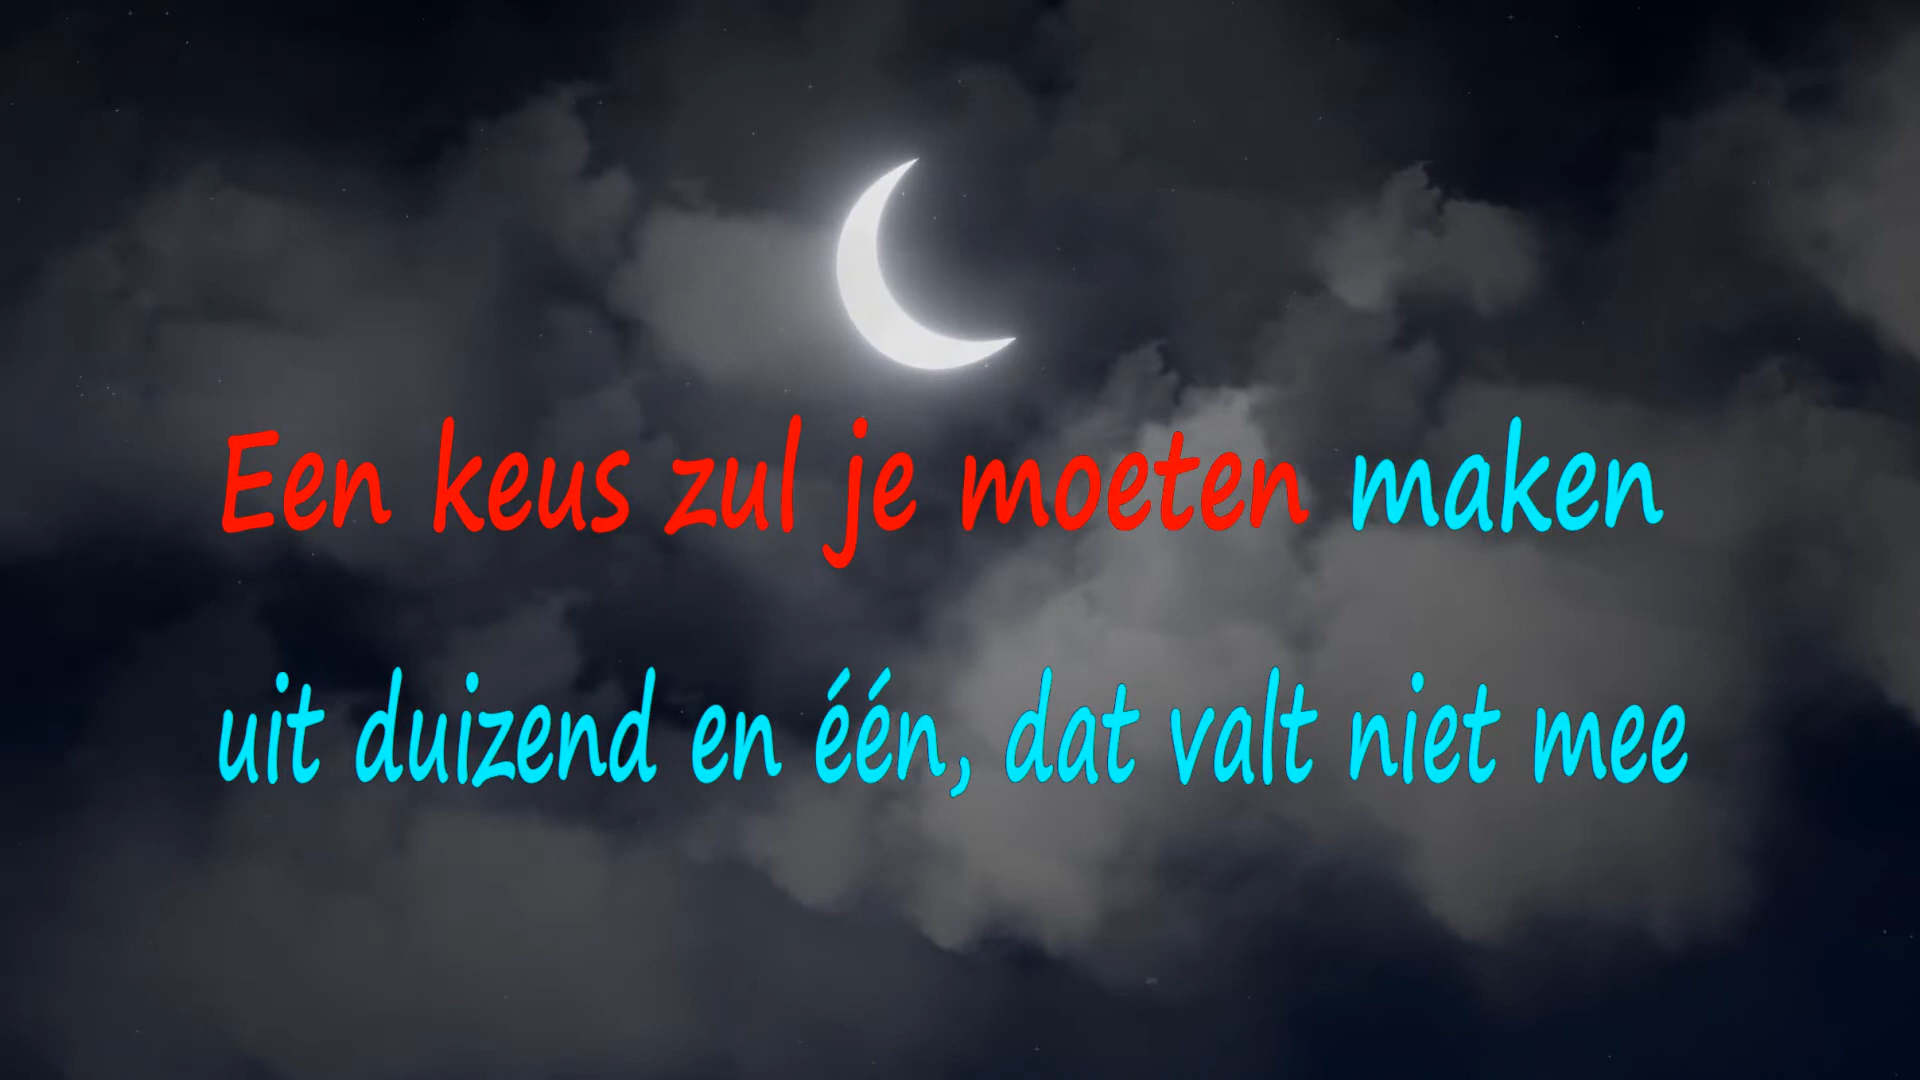 Een keus zul je moeten maken
uit duizend en één, dat valt niet mee